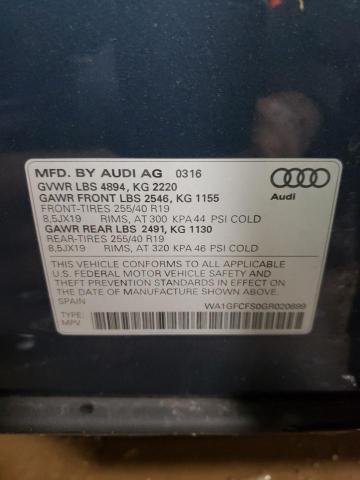 MFD. BY AUDI AG 0316
GVWR LBS 4894, KG 2220
GAWR FRONT LBS 2546, KG 1155
FRONT-TIRES 255/40 R19
8,5JX19 RIMS, AT 300 KPA 44 PSI COLD
GAWR REAR LBS 2491, KG 1130
REAR-TIRES 255/40 R19
8,5JX19 RIMS, AT 320 KPA 46 PSI COLD
Audi
THIS VEHICLE CONFORMS TO ALL APPLICABLE
U.S. FEDERAL MOTOR VEHICLE SAFETY AND
THEFT PREVENTION STANDARDS IN EFFECT ON
THE DATE OF MANUFACTURE SHOWN ABOVE.
SPAIN WA1GFCFS0GR020699
TYPE:
MPV